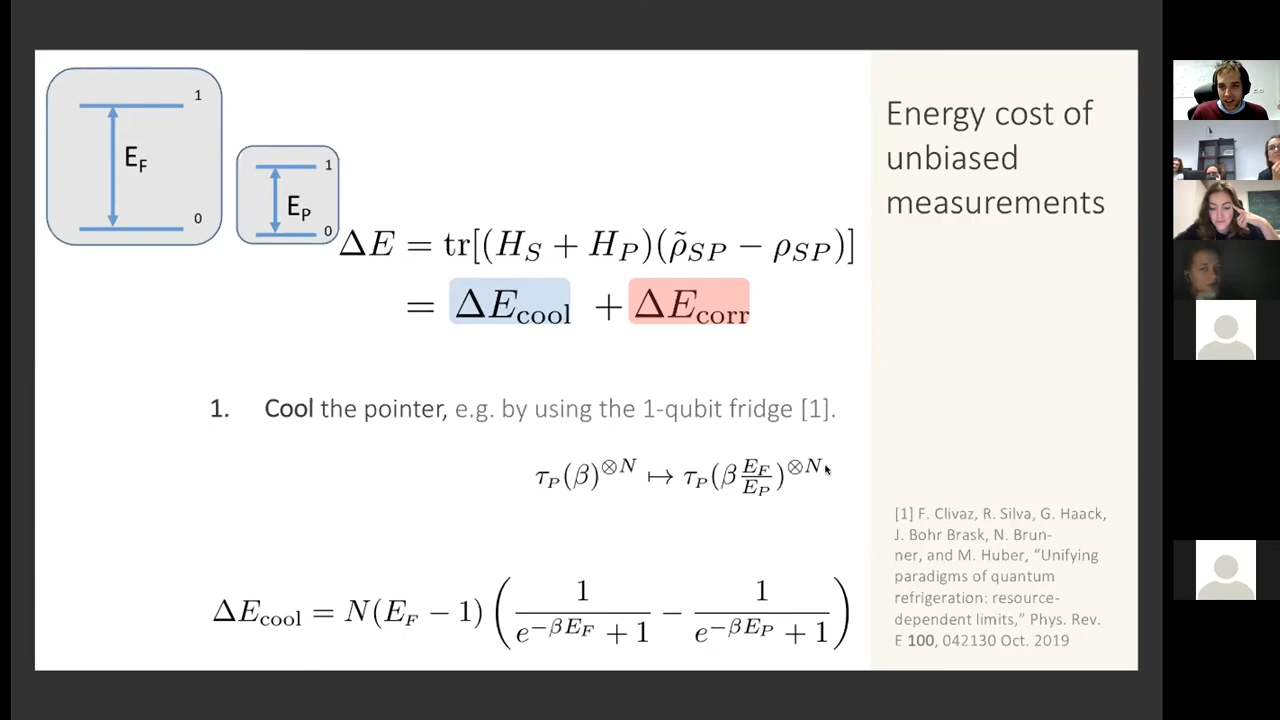 1
E_F
0
1
E_P
0
ΔE = tr[(H_S + H_P)(ρ̃_SP − ρ_SP)]
= ΔE_cool + ΔE_corr
1. Cool the pointer, e.g. by using the 1-qubit fridge [1].
τ_P(β)^{⊗N} ↦ τ_P(β E_F/E_P)^{⊗N}
ΔE_cool = N(E_F − 1) ( 1/(e^{−βE_F} + 1) − 1/(e^{−βE_P} + 1) )
Energy cost of
unbiased
measurements
[1] F. Clivaz, R. Silva, G. Haack,
J. Bohr Brask, N. Brun-
ner, and M. Huber, “Unifying
paradigms of quantum
refrigeration: resource-
dependent limits,” Phys. Rev.
E 100, 042130 Oct. 2019